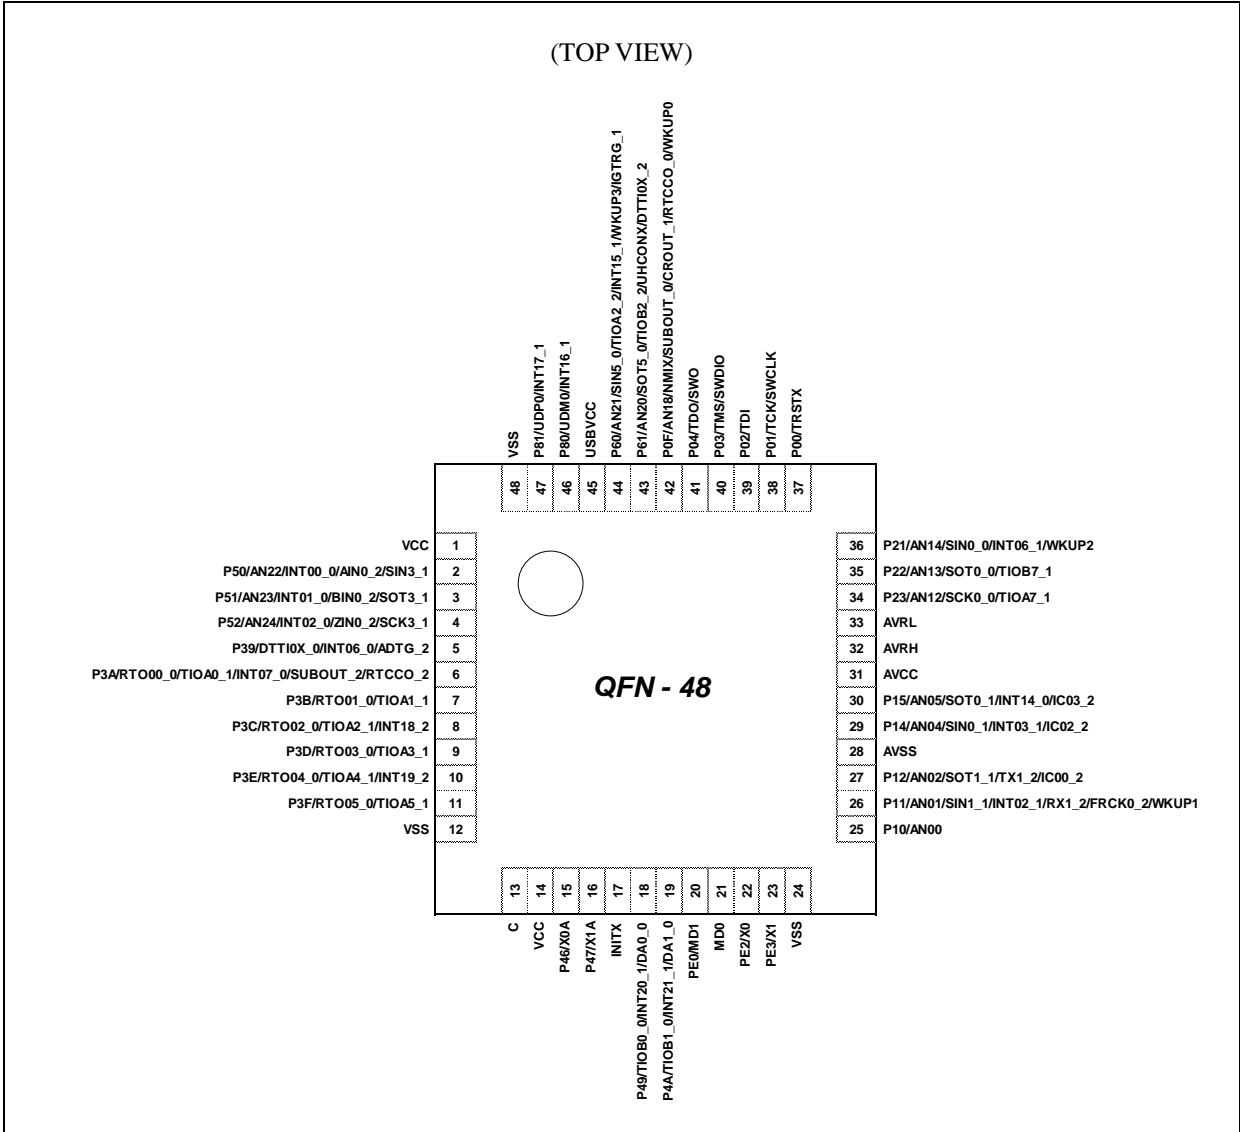 (TOP VIEW)
VSS
P81/UDP0/INT17_1
P80/UDM0/INT16_1
USBVCC
P60/AN21/SIN5_0/TIOA2_2/INT15_1/WKUP3/IGTRG_1
P61/AN20/SOT5_0/TIOB2_2/UHCONX/DTTI0X_2
P0F/AN18/NMIX/SUBOUT_0/CROUT_1/RTCCO_0/WKUP0
P04/TDO/SWO
P03/TMS/SWDIO
P02/TDI
P01/TCK/SWCLK
P00/TRSTX
48
47
46
45
44
43
42
41
40
39
38
37
VCC 1
P50/AN22/INT00_0/AIN0_2/SIN3_1 2
P51/AN23/INT01_0/BIN0_2/SOT3_1 3
P52/AN24/INT02_0/ZIN0_2/SCK3_1 4
P39/DTTI0X_0/INT06_0/ADTG_2 5
P3A/RTO00_0/TIOA0_1/INT07_0/SUBOUT_2/RTCCO_2 6
P3B/RTO01_0/TIOA1_1 7
P3C/RTO02_0/TIOA2_1/INT18_2 8
P3D/RTO03_0/TIOA3_1 9
P3E/RTO04_0/TIOA4_1/INT19_2 10
P3F/RTO05_0/TIOA5_1 11
VSS 12
QFN - 48
36 P21/AN14/SIN0_0/INT06_1/WKUP2
35 P22/AN13/SOT0_0/TIOB7_1
34 P23/AN12/SCK0_0/TIOA7_1
33 AVRL
32 AVRH
31 AVCC
30 P15/AN05/SOT0_1/INT14_0/IC03_2
29 P14/AN04/SIN0_1/INT03_1/IC02_2
28 AVSS
27 P12/AN02/SOT1_1/TX1_2/IC00_2
26 P11/AN01/SIN1_1/INT02_1/RX1_2/FRCK0_2/WKUP1
25 P10/AN00
13
14
15
16
17
18
19
20
21
22
23
24
C
VCC
P46/X0A
P47/X1A
INITX
P49/TIOB0_0/INT20_1/DA0_0
P4A/TIOB1_0/INT21_1/DA1_0
PE0/MD1
MD0
PE2/X0
PE3/X1
VSS